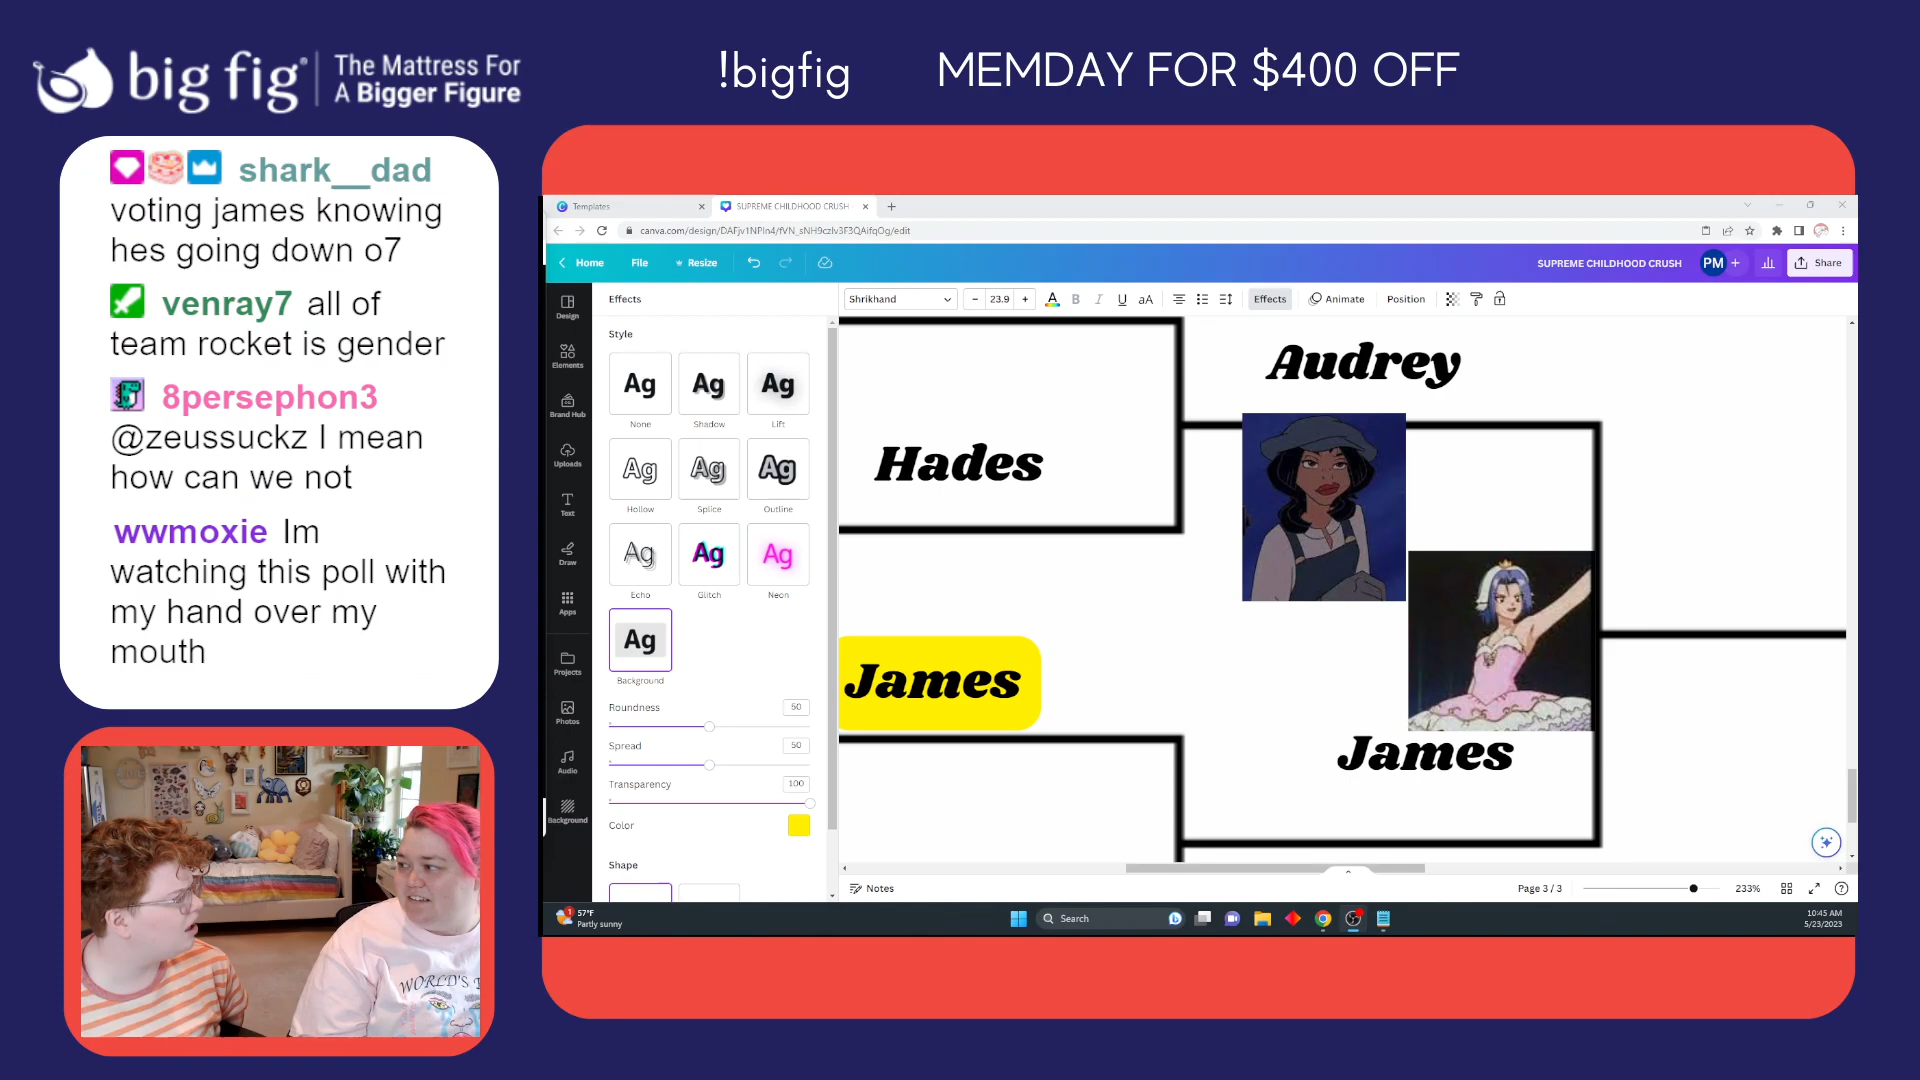 big fig
The Mattress For
A Bigger Figure
!bigfig
MEMDAY FOR $400 OFF
shark__dad
voting james knowing
hes going down o7
venray7 all of
team rocket is gender
8persephon3
@zeussuckz I mean
how can we not
wwmoxie Im
watching this poll with
my hand over my
mouth
WORLD'S
Templates
SUPREME CHILDHOOD CRUSH
canva.com/design/DAFjv1NPln4/fVN_sNH9czlv3F3QAifqOg/edit
Home
File
Resize
SUPREME CHILDHOOD CRUSH
PM
Share
Design
Elements
Brand Hub
Uploads
Text
Draw
Apps
Projects
Photos
Audio
Background
Effects
Style
Ag
Ag
Ag
None
Shadow
Lift
Ag
Ag
Ag
Hollow
Splice
Outline
Ag
Ag
Ag
Echo
Glitch
Neon
Ag
Background
Roundness
50
Spread
50
Transparency
100
Color
Shape
Shrikhand
- 23.9 +
A
B
I
U
aA
Effects
Animate
Position
Audrey
Hades
James
James
Notes
Page 3 / 3
233%
1
57°F
Partly sunny
Search
10:45 AM
5/23/2023